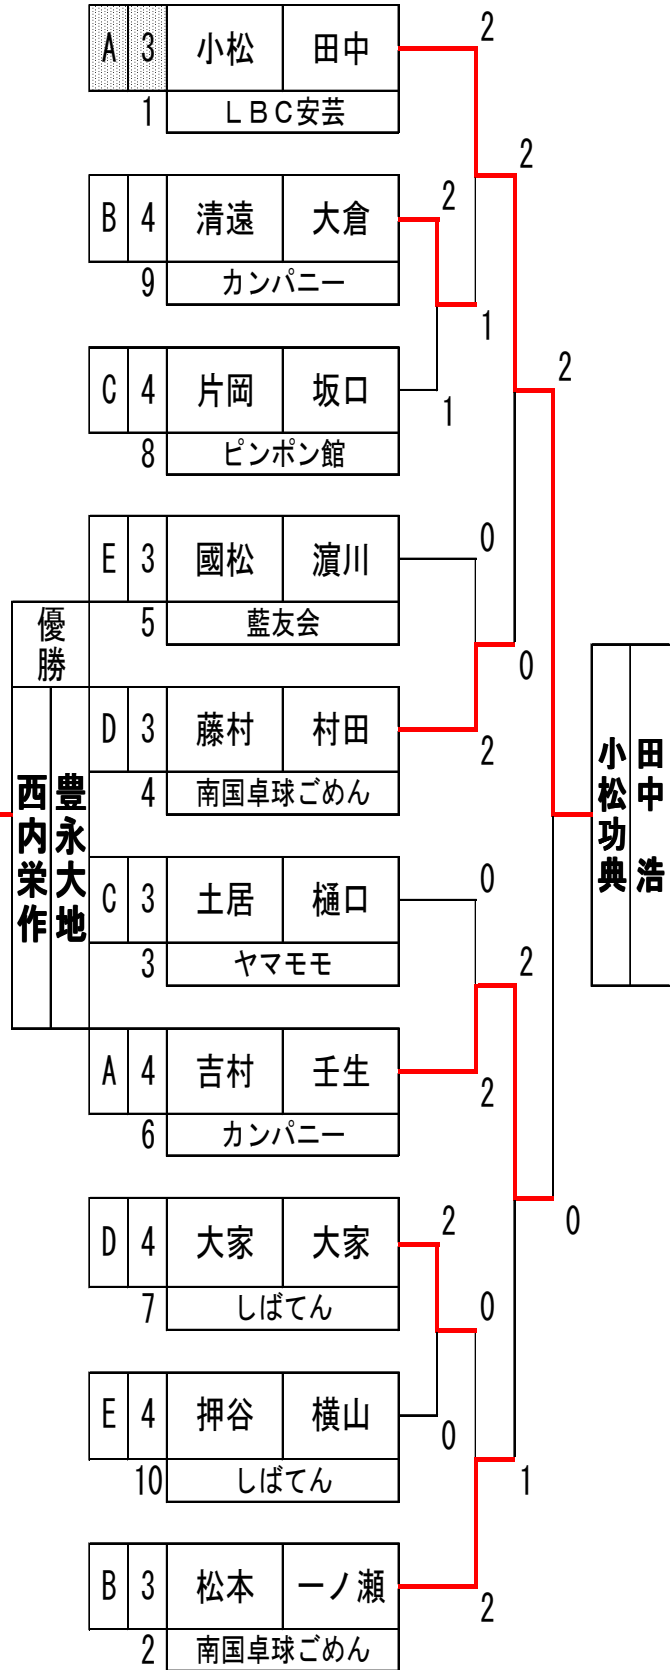 A 3 小松 田中
1 ＬＢＣ安芸
2
2
B 4 清遠 大倉
9 カンパニー
2
1
C 4 片岡 坂口
8 ピンポン館
1
2
E 3 國松 濵川
5 藍友会
0
0
優勝
豊永大地
西内栄作
D 3 藤村 村田
4 南国卓球ごめん
2
田中 浩
小松功典
C 3 土居 樋口
3 ヤマモモ
0
2
A 4 吉村 壬生
6 カンパニー
2
0
D 4 大家 大家
7 しばてん
2
0
E 4 押谷 横山
10 しばてん
0
1
B 3 松本 一ノ瀬
2 南国卓球ごめん
2